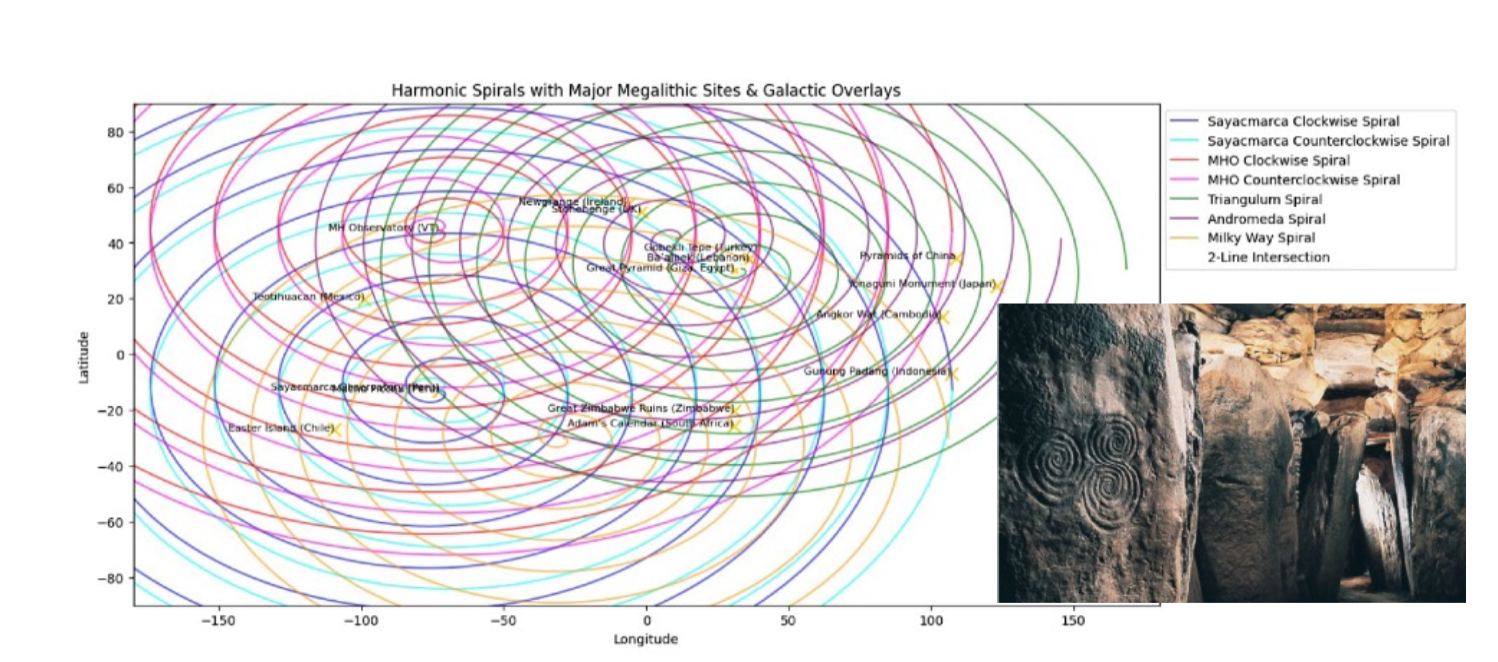 Harmonic Spirals with Major Megalithic Sites & Galactic Overlays
80
60
40
20
0
−20
−40
−60
−80
Latitude
−150
−100
−50
0
50
100
150
Longitude
Newgrange (Ireland)
Stonehenge (UK)
MH Observatory (VT)
Gobekli Tepe (Turkey)
Ba'albek (Lebanon)
Great Pyramid (Giza, Egypt)
Pyramids of China
Yonaguni Monument (Japan)
Teotihuacan (Mexico)
Angkor Wat (Cambodia)
Gunung Padang (Indonesia)
Sayacmarca
Great Zimbabwe Ruins (Zimbabwe)
Adam's Calendar (South Africa)
Easter Island (Chile)
Sayacmarca Clockwise Spiral
Sayacmarca Counterclockwise Spiral
MHO Clockwise Spiral
MHO Counterclockwise Spiral
Triangulum Spiral
Andromeda Spiral
Milky Way Spiral
2-Line Intersection